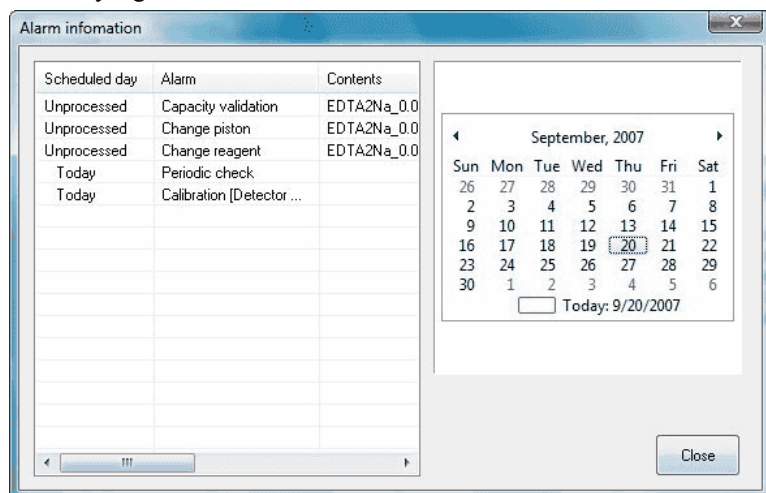 Alarm infomation
Scheduled day Alarm Contents
Unprocessed Capacity validation EDTA2Na_0.0
Unprocessed Change piston EDTA2Na_0.0
Unprocessed Change reagent EDTA2Na_0.0
Today Periodic check
Today Calibration [Detector ...
September, 2007
Sun Mon Tue Wed Thu Fri Sat
26 27 28 29 30 31 1
2 3 4 5 6 7 8
9 10 11 12 13 14 15
16 17 18 19 20 21 22
23 24 25 26 27 28 29
30 1 2 3 4 5 6
Today: 9/20/2007
Close